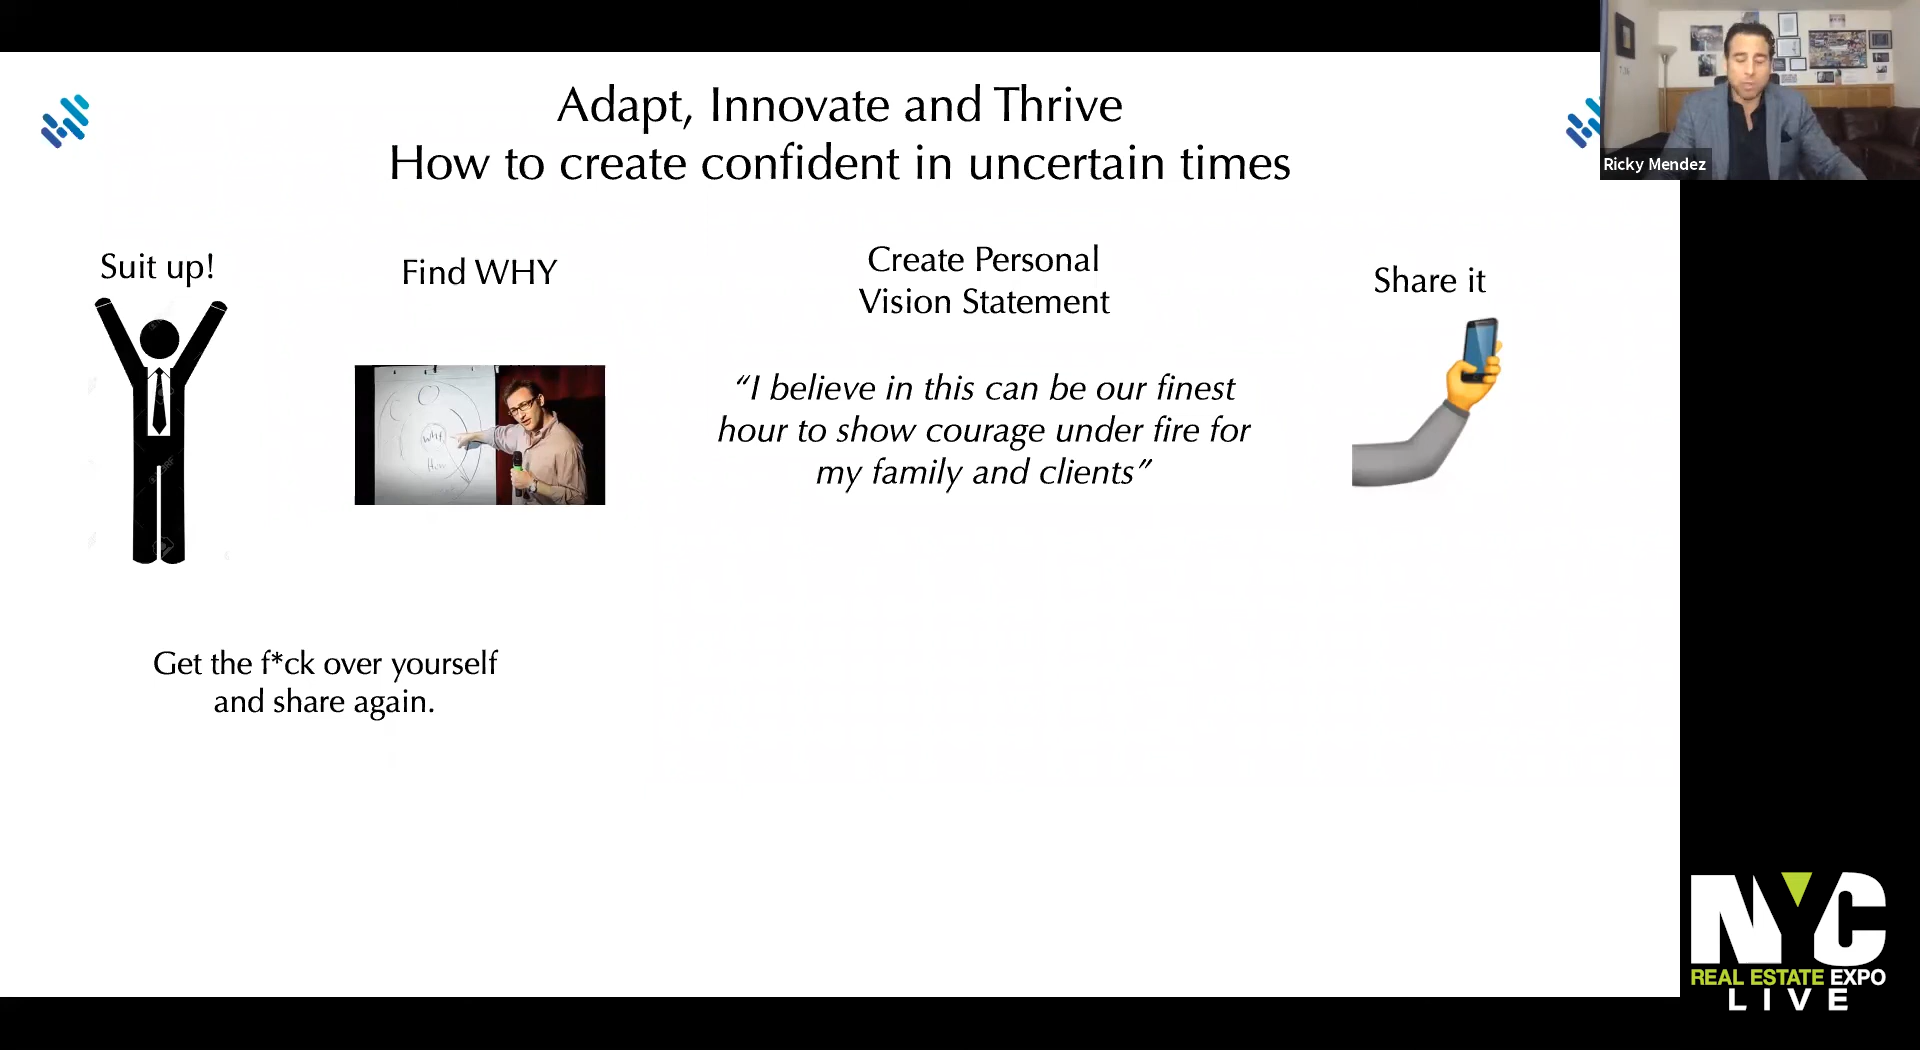 Adapt, Innovate and Thrive
How to create confident in uncertain times
Ricky Mendez
Suit up!
Find WHY
Create Personal
Vision Statement
Share it
WHY
"I believe in this can be our finest
hour to show courage under fire for
my family and clients"
Get the f*ck over yourself
and share again.
NYC
REAL ESTATE EXPO
LIVE